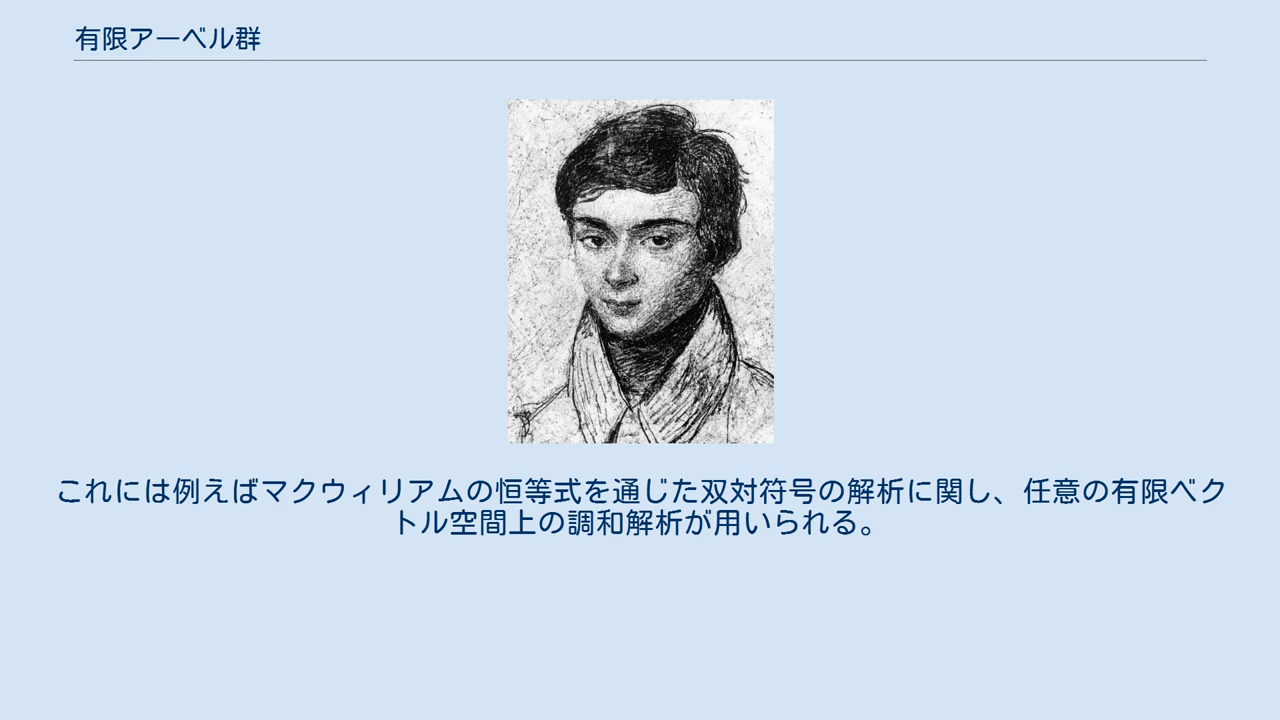 有限アーベル群
これには例えばマクウィリアムの恒等式を通じた双対符号の解析に関し、任意の有限ベク
トル空間上の調和解析が用いられる。